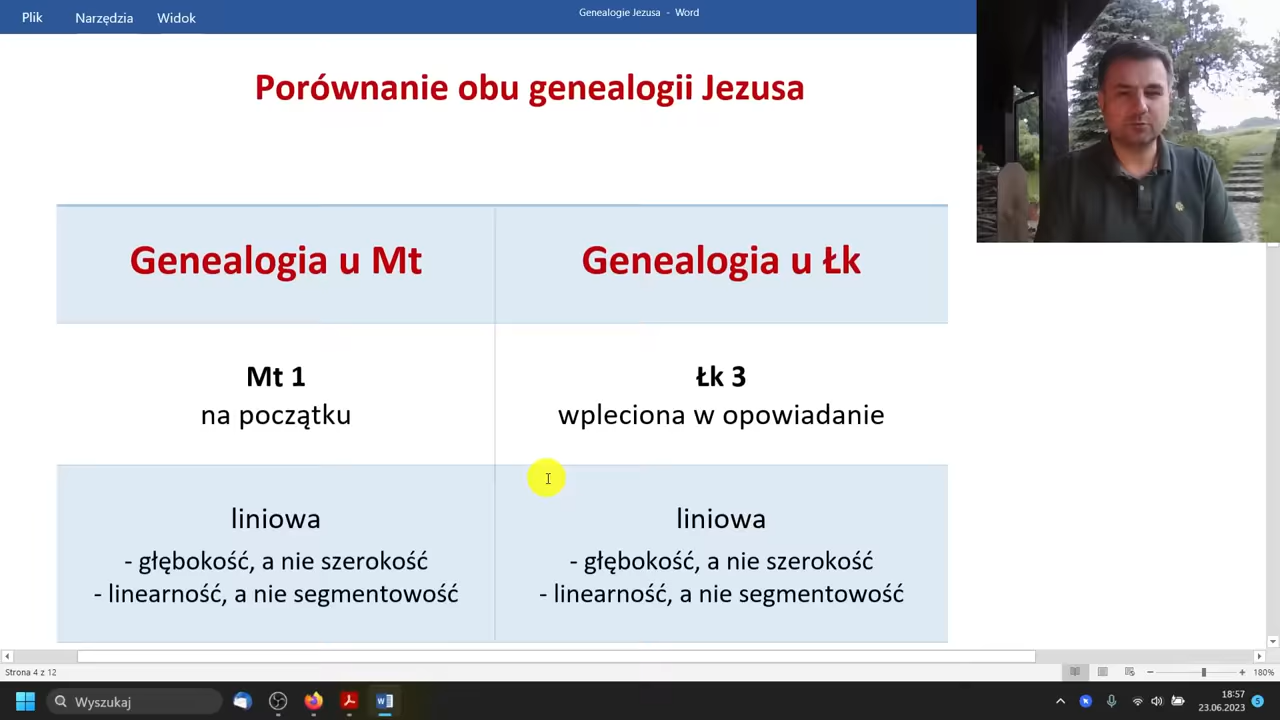 Plik Narzędzia Widok
Genealogie Jezusa - Word
Porównanie obu genealogii Jezusa
Genealogia u Mt
Genealogia u Łk
Mt 1
na początku
Łk 3
wpleciona w opowiadanie
liniowa
- głębokość, a nie szerokość
- linearność, a nie segmentowość
liniowa
- głębokość, a nie szerokość
- linearność, a nie segmentowość
Strona 4 z 12
180%
Wyszukaj
18:57
23.06.2023